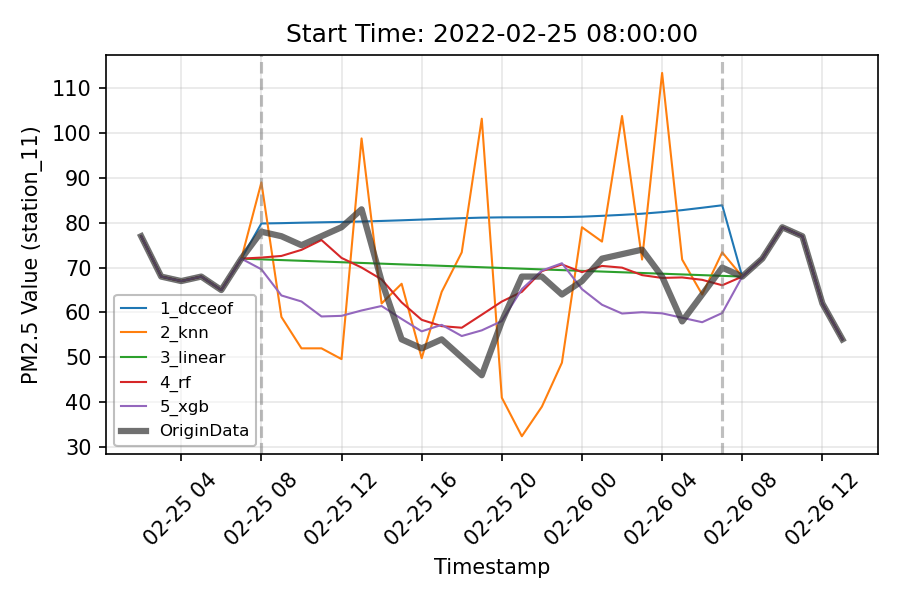 Start Time: 2022-02-25 08:00:00
PM2.5 Value (station_11)
110
100
90
80
70
60
50
40
30
1_dcceof
2_knn
3_linear
4_rf
5_xgb
OriginData
02-25 04
02-25 08
02-25 12
02-25 16
02-25 20
02-26 00
02-26 04
02-26 08
02-26 12
Timestamp